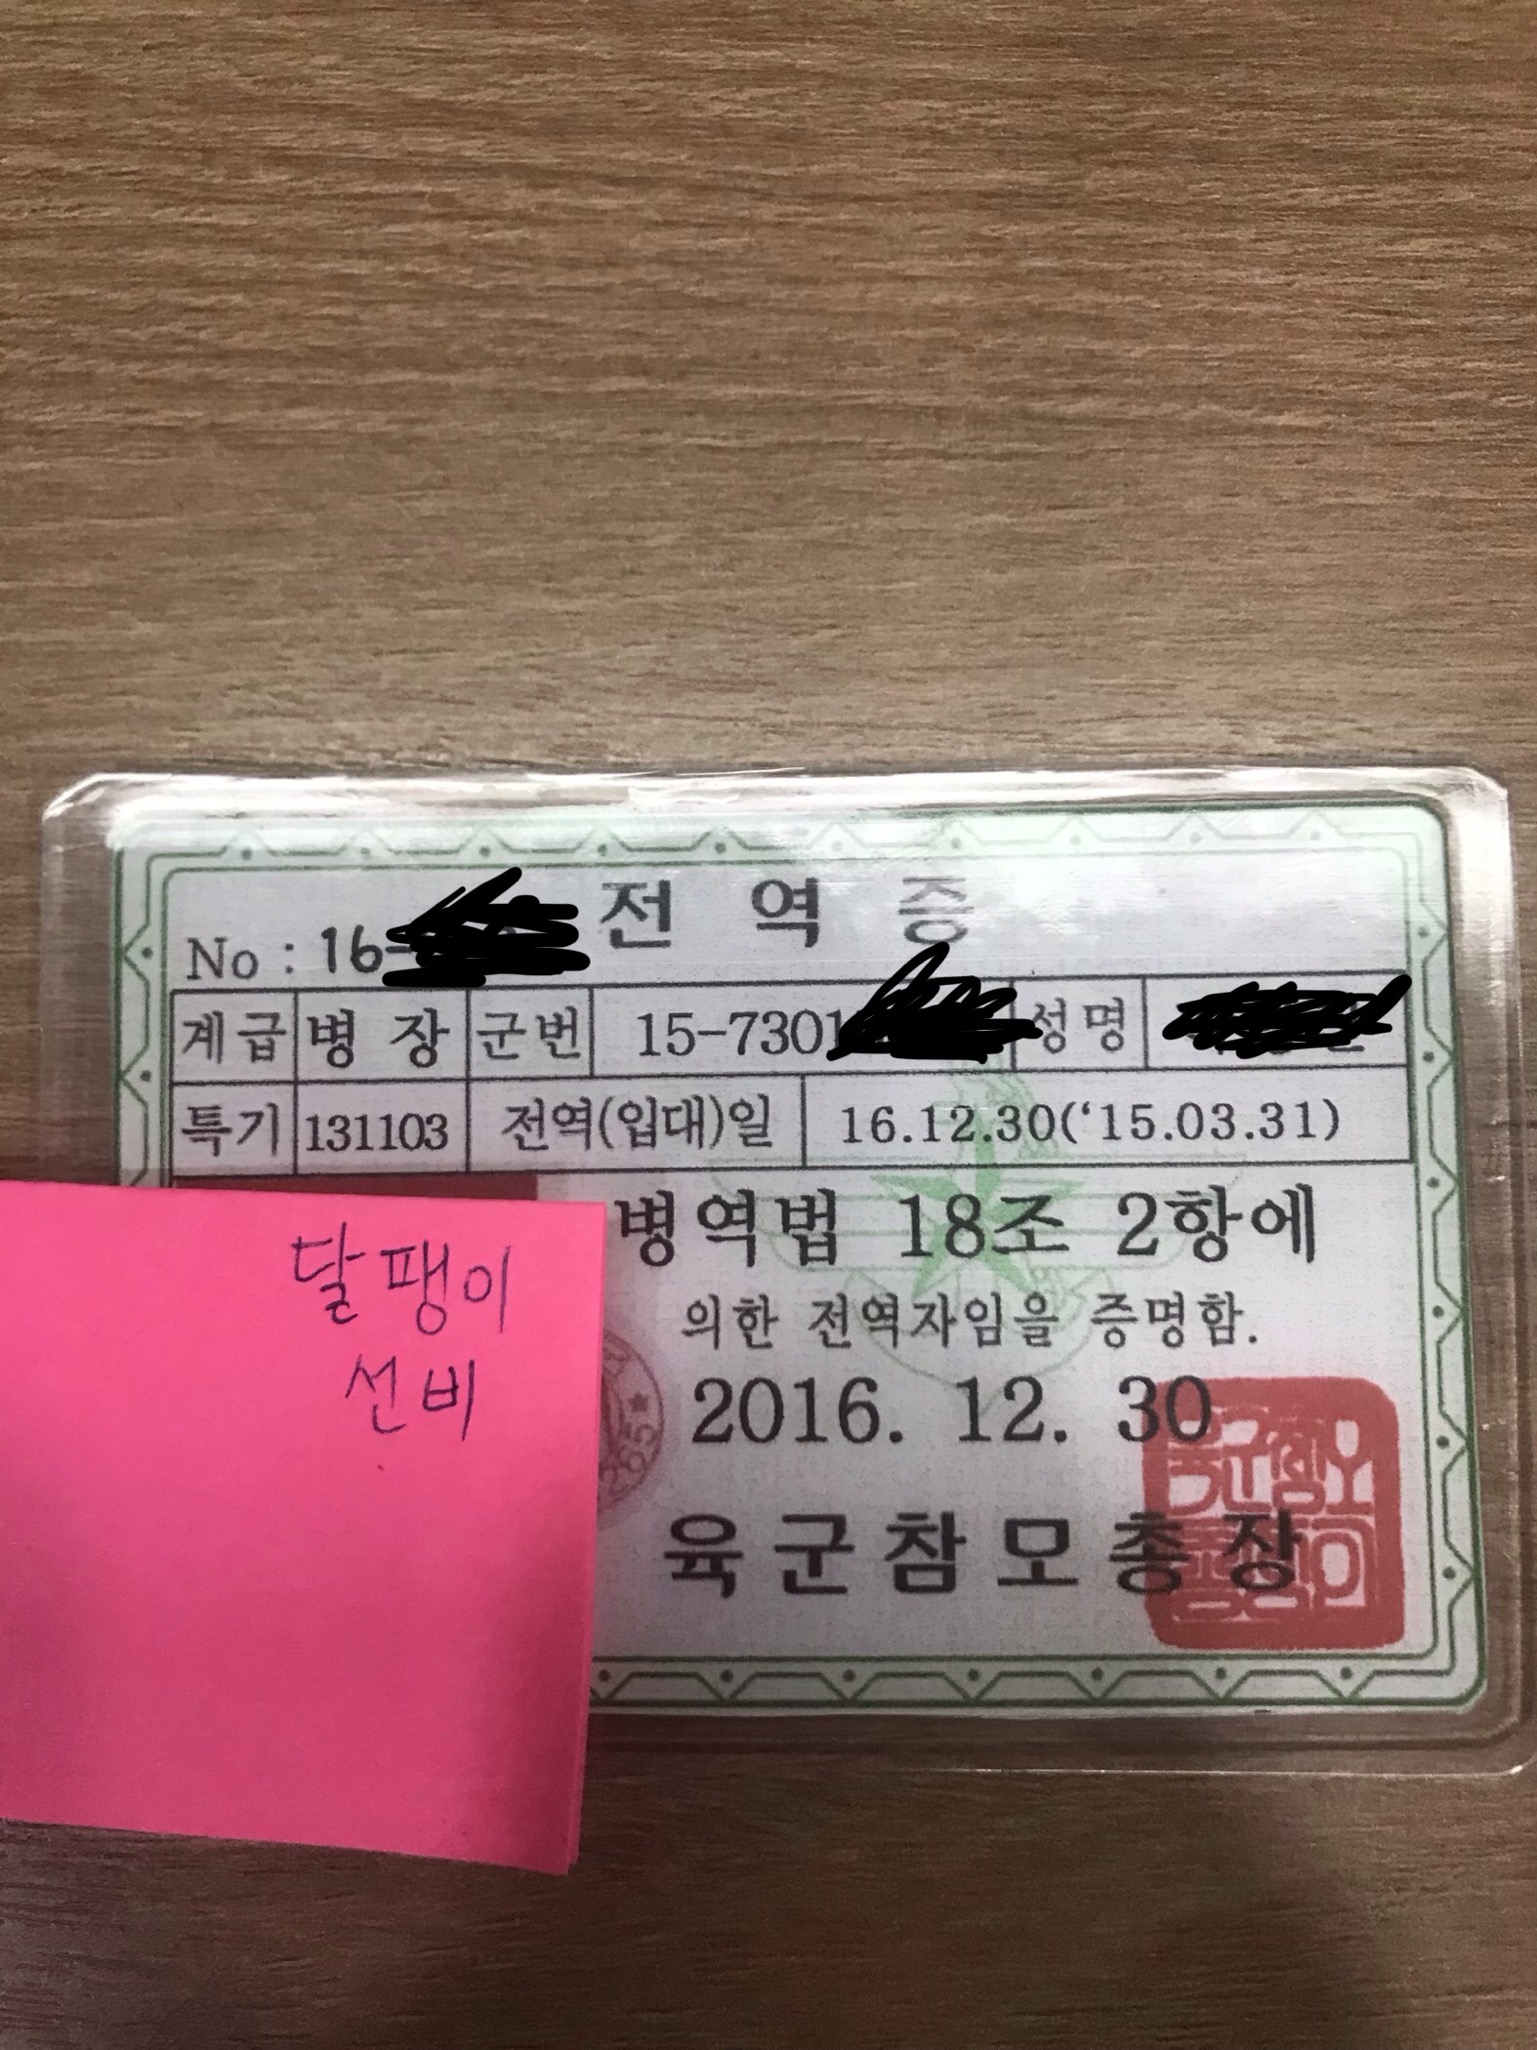 전역증
No : 16-
계급 병장 군번 15-7301 성명
특기 131103 전역(입대)일 16.12.30(‘15.03.31)
병역법 18조 2항에
의한 전역자임을 증명함.
2016. 12. 30
육군참모총장
달팽이
선비